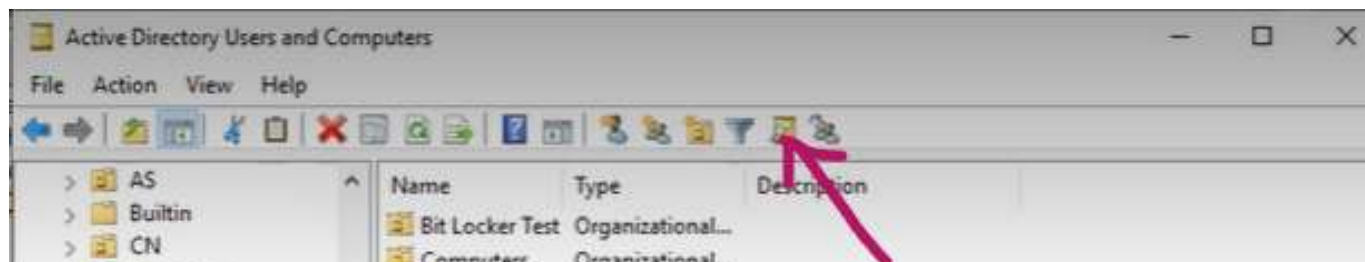 Active Directory Users and Computers
File Action View Help
AS
Name Type Description
Builtin
Bit Locker Test Organizational...
CN
Computers Organizational...